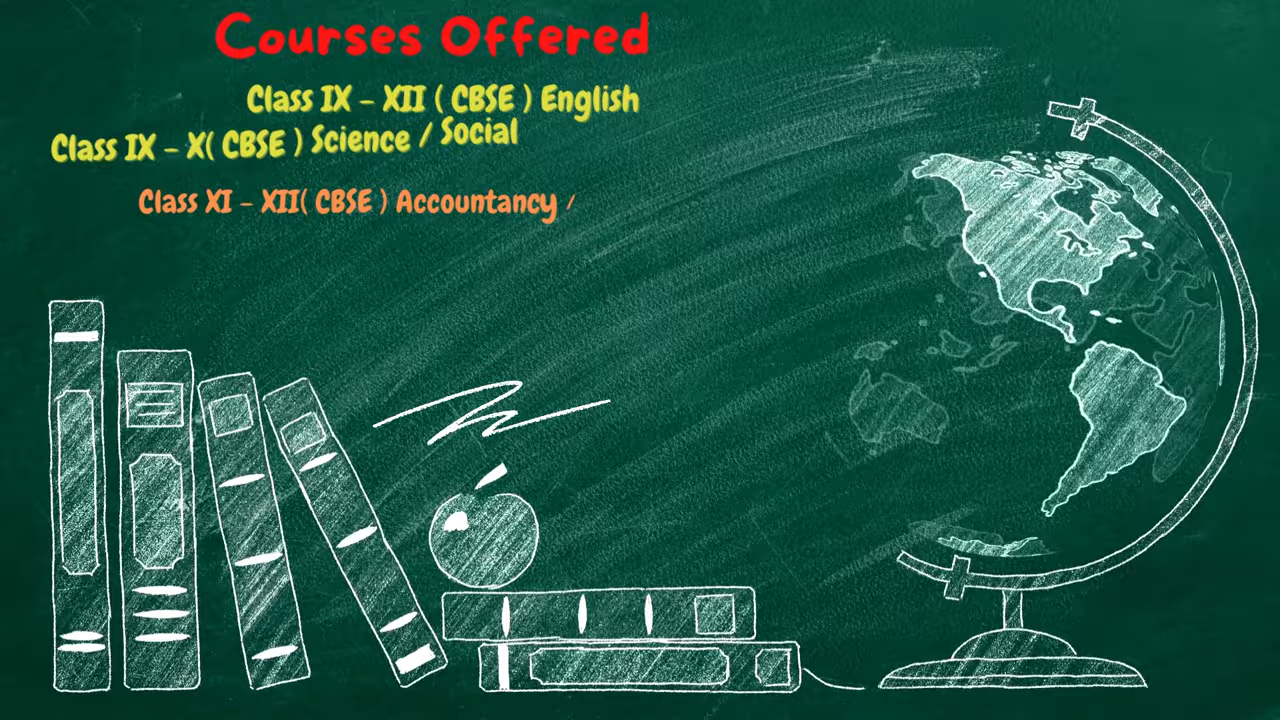 Courses Offered
Class IX - XII ( CBSE ) English
Class IX - X( CBSE ) Science / Social
Class XI - XII( CBSE ) Accountancy /